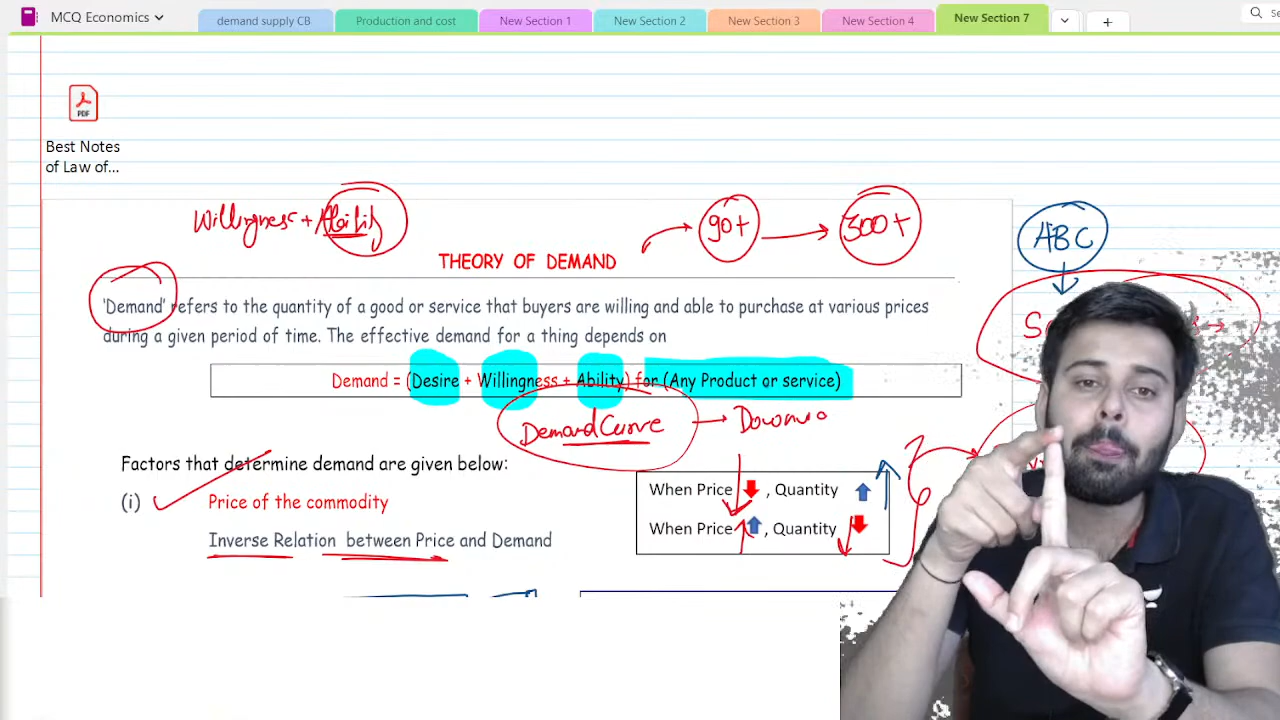 MCQ Economics
demand supply CB
Production and cost
New Section 1
New Section 2
New Section 3
New Section 4
New Section 7
+
PDF
Best Notes
of Law of...
Willingness + Ability
90+
300+
ABC
THEORY OF DEMAND
'Demand' refers to the quantity of a good or service that buyers are willing and able to purchase at various prices
during a given period of time. The effective demand for a thing depends on
Demand = (Desire + Willingness + Ability) for (Any Product or service)
Demand Curve → Downwa
Factors that determine demand are given below:
(i) Price of the commodity
When Price , Quantity
When Price , Quantity
Inverse Relation between Price and Demand